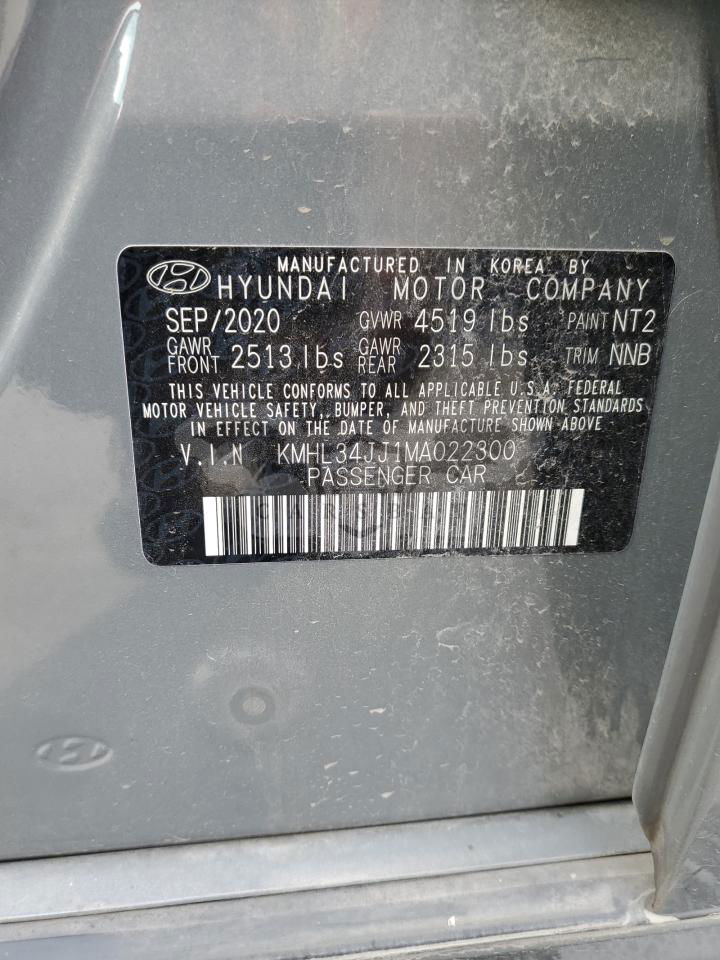 MANUFACTURED IN KOREA BY
HYUNDAI MOTOR COMPANY
SEP/2020 GVWR 4519 lbs PAINT NT2
GAWR FRONT 2513 lbs GAWR REAR 2315 lbs TRIM NNB
THIS VEHICLE CONFORMS TO ALL APPLICABLE U.S.A. FEDERAL
MOTOR VEHICLE SAFETY, BUMPER, AND THEFT PREVENTION STANDARDS
IN EFFECT ON THE DATE OF MANUFACTURE SHOWN ABOVE.
V.I.N KMHL34JJ1MA022300
PASSENGER CAR